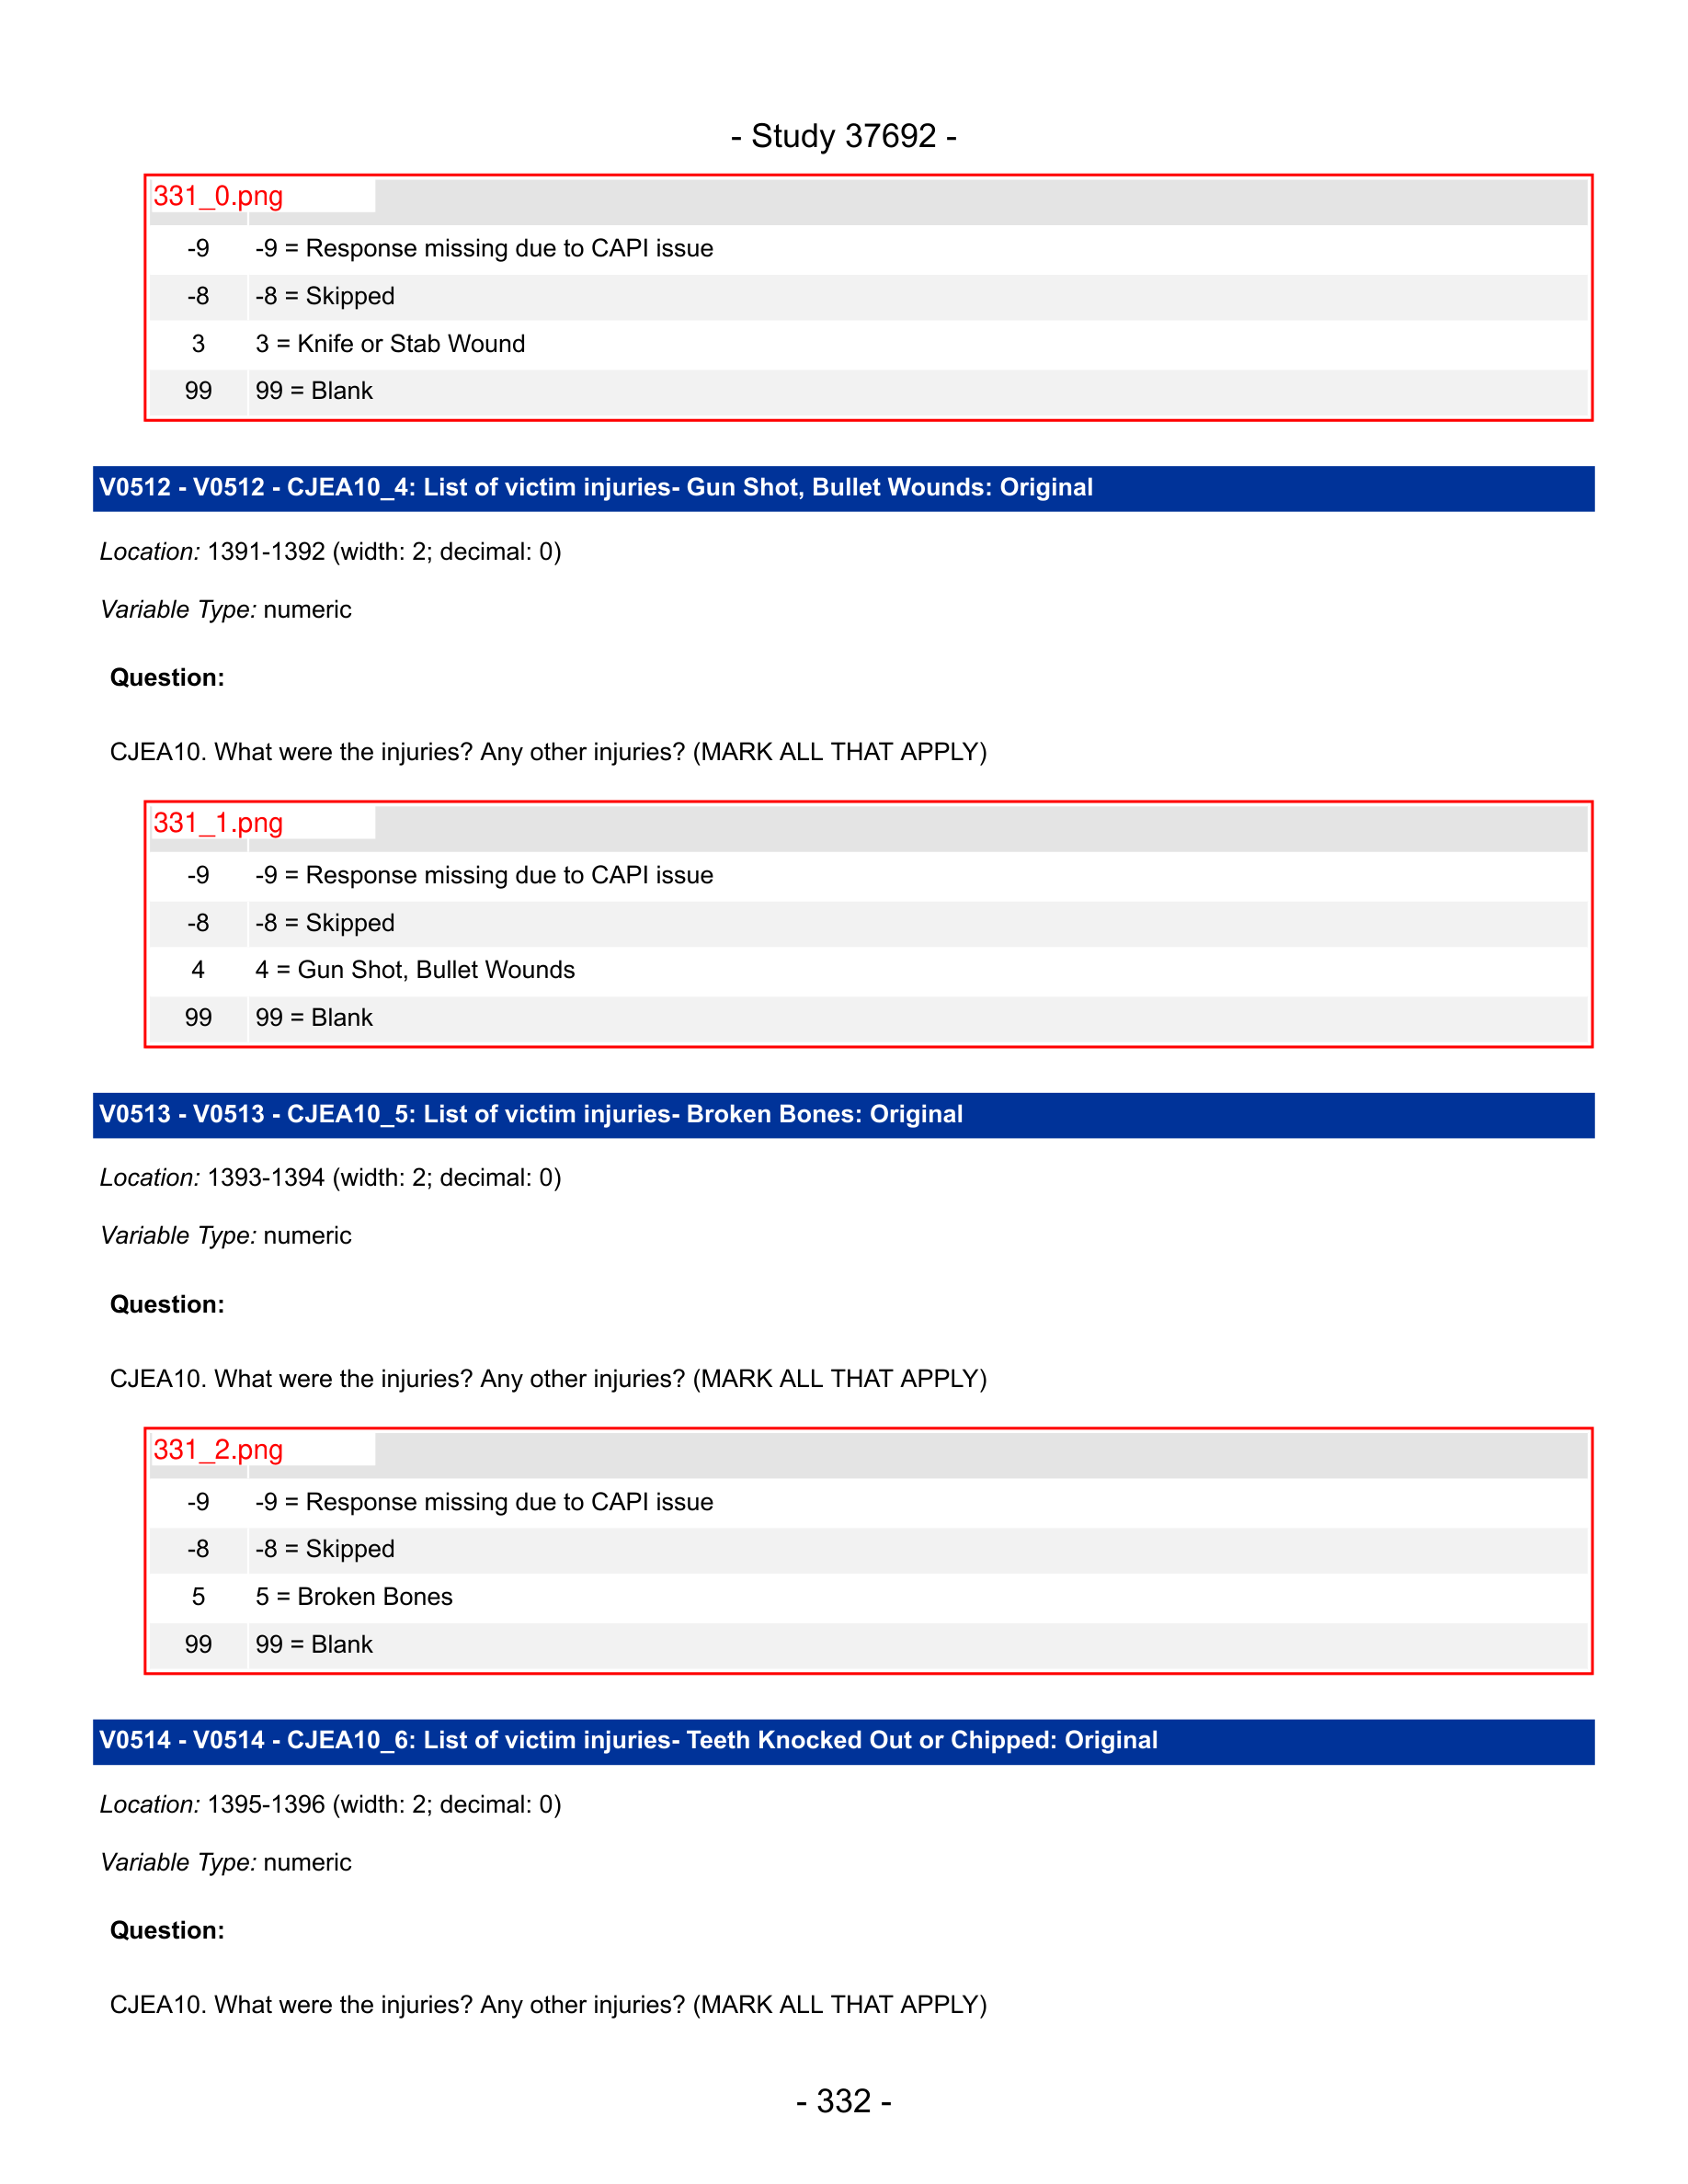 - Study 37692 -
331_0.png
-9 -9 = Response missing due to CAPI issue
-8 -8 = Skipped
3 3 = Knife or Stab Wound
99 99 = Blank
V0512 - V0512 - CJEA10_4: List of victim injuries- Gun Shot, Bullet Wounds: Original
Location: 1391-1392 (width: 2; decimal: 0)
Variable Type: numeric
Question:
CJEA10. What were the injuries? Any other injuries? (MARK ALL THAT APPLY)
331_1.png
-9 -9 = Response missing due to CAPI issue
-8 -8 = Skipped
4 4 = Gun Shot, Bullet Wounds
99 99 = Blank
V0513 - V0513 - CJEA10_5: List of victim injuries- Broken Bones: Original
Location: 1393-1394 (width: 2; decimal: 0)
Variable Type: numeric
Question:
CJEA10. What were the injuries? Any other injuries? (MARK ALL THAT APPLY)
331_2.png
-9 -9 = Response missing due to CAPI issue
-8 -8 = Skipped
5 5 = Broken Bones
99 99 = Blank
V0514 - V0514 - CJEA10_6: List of victim injuries- Teeth Knocked Out or Chipped: Original
Location: 1395-1396 (width: 2; decimal: 0)
Variable Type: numeric
Question:
CJEA10. What were the injuries? Any other injuries? (MARK ALL THAT APPLY)
- 332 -